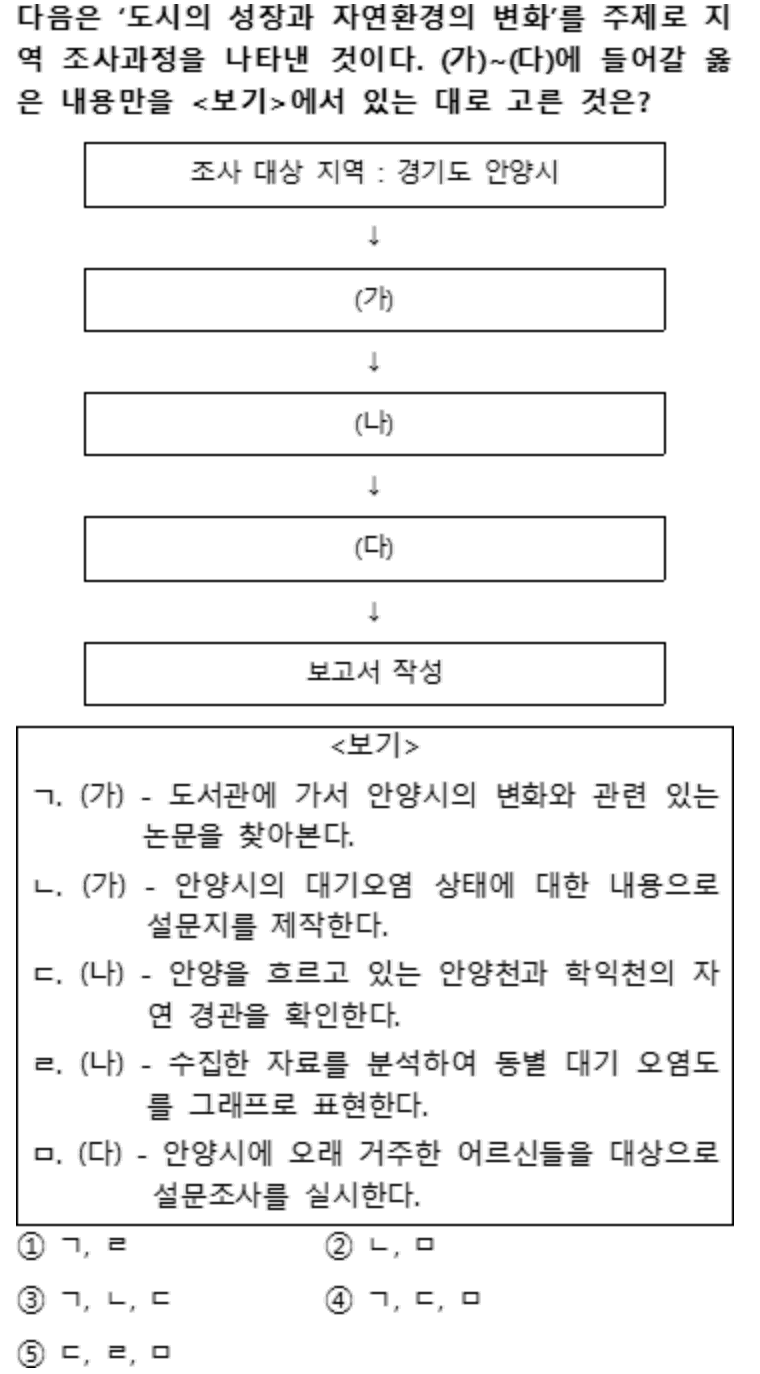 다음은 '도시의 성장과 자연환경의 변화'를 주제로 지
역 조사과정을 나타낸 것이다. (가)~(다)에 들어갈 옳
은 내용만을 <보기>에서 있는 대로 고른 것은?
조사 대상 지역 : 경기도 안양시
↓
(가)
↓
(나)
↓
(다)
↓
보고서 작성
<보기>
ㄱ. (가) - 도서관에 가서 안양시의 변화와 관련 있는
논문을 찾아본다.
ㄴ. (가) - 안양시의 대기오염 상태에 대한 내용으로
설문지를 제작한다.
ㄷ. (나) - 안양을 흐르고 있는 안양천과 학익천의 자
연 경관을 확인한다.
ㄹ. (나) - 수집한 자료를 분석하여 동별 대기 오염도
를 그래프로 표현한다.
ㅁ. (다) - 안양시에 오래 거주한 어르신들을 대상으로
설문조사를 실시한다.
① ㄱ, ㄹ ② ㄴ, ㅁ
③ ㄱ, ㄴ, ㄷ ④ ㄱ, ㄷ, ㅁ
⑤ ㄷ, ㄹ, ㅁ